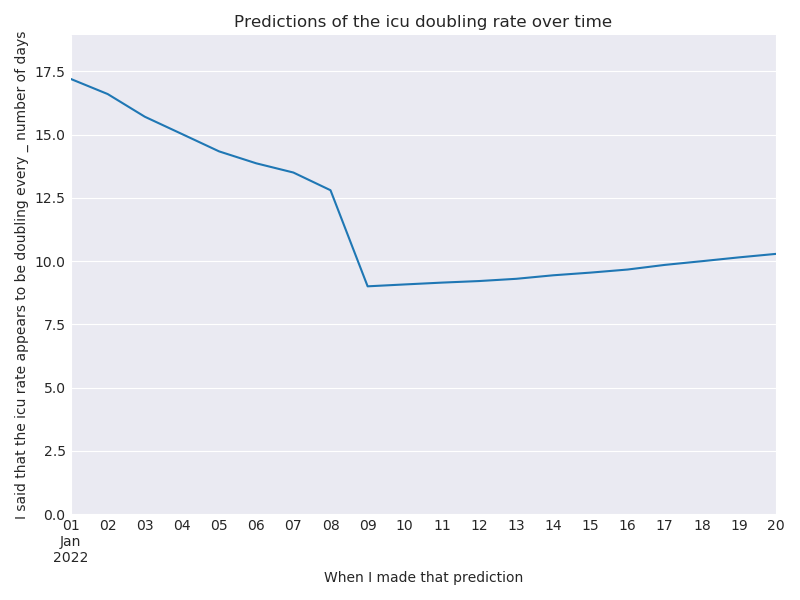 Predictions of the icu doubling rate over time
I said that the icu rate appears to be doubling every _ number of days
17.5
15.0
12.5
10.0
7.5
5.0
2.5
0.0
01 02 03 04 05 06 07 08 09 10 11 12 13 14 15 16 17 18 19 20
Jan
2022
When I made that prediction